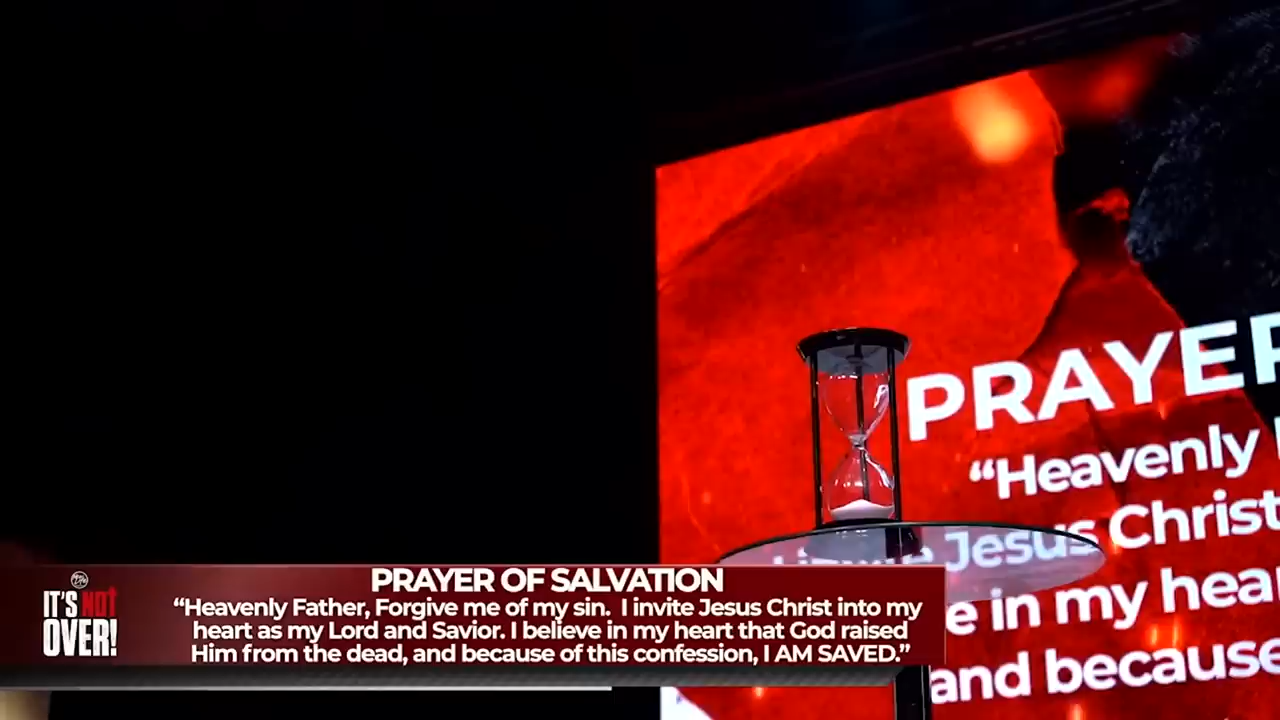 PRAYER
“Heavenly
Jesus Christ
e in my hear
and because
IT'S NOT
OVER!
PRAYER OF SALVATION
“Heavenly Father, Forgive me of my sin. I invite Jesus Christ into my
heart as my Lord and Savior. I believe in my heart that God raised
Him from the dead, and because of this confession, I AM SAVED.”